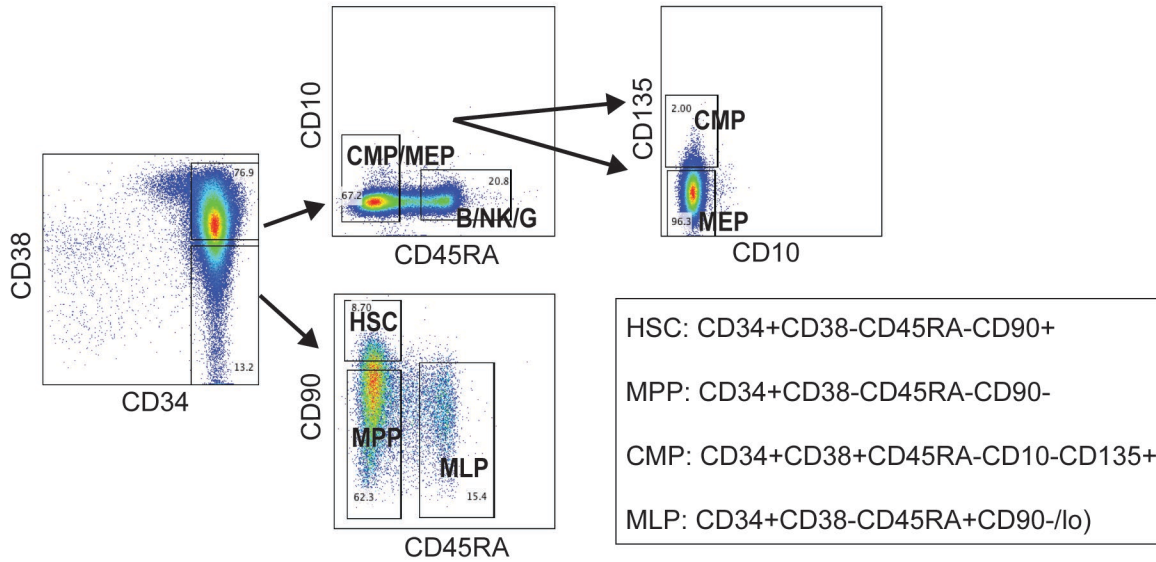 CD38
CD34
76.9
13.2
CD10
CD45RA
CMP/MEP
67.2
20.8
B/NK/G
CD135
CD10
2.00
CMP
96.3
MEP
CD90
CD45RA
8.70
HSC
MPP
62.3
MLP
15.4
HSC: CD34+CD38-CD45RA-CD90+
MPP: CD34+CD38-CD45RA-CD90-
CMP: CD34+CD38+CD45RA-CD10-CD135+
MLP: CD34+CD38-CD45RA+CD90-/lo)